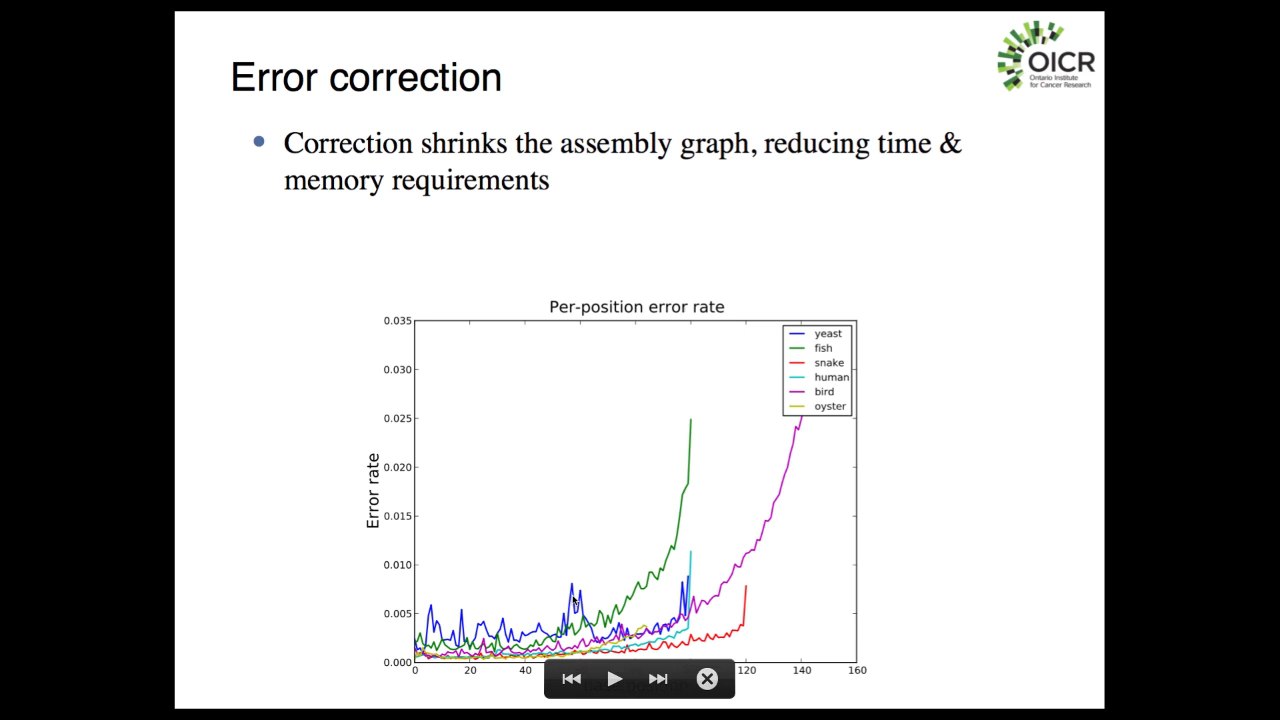 Error correction
OICR
Ontario Institute
for Cancer Research
• Correction shrinks the assembly graph, reducing time &
memory requirements
Per-position error rate
0.035
0.030
0.025
0.020
0.015
0.010
0.005
0.000
Error rate
yeast
fish
snake
human
bird
oyster
0 20 40 120 140 160